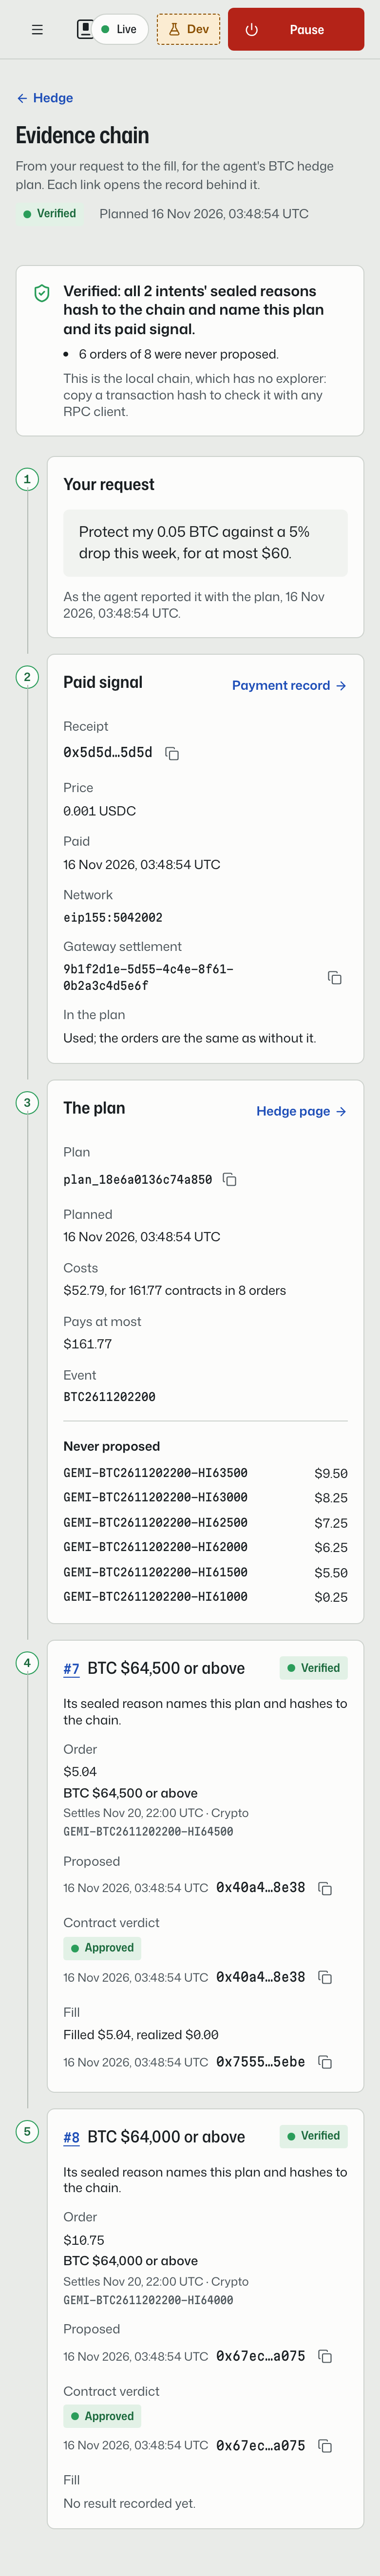 Live
Dev
Pause
← Hedge
Evidence chain
From your request to the fill, for the agent's BTC hedge
plan. Each link opens the record behind it.
Verified Planned 16 Nov 2026, 03:48:54 UTC
Verified: all 2 intents' sealed reasons
hash to the chain and name this plan
and its paid signal.
• 6 orders of 8 were never proposed.
This is the local chain, which has no explorer:
copy a transaction hash to check it with any
RPC client.
1
Your request
Protect my 0.05 BTC against a 5%
drop this week, for at most $60.
As the agent reported it with the plan, 16 Nov
2026, 03:48:54 UTC.
2
Paid signal
Payment record →
Receipt
0x5d5d…5d5d
Price
0.001 USDC
Paid
16 Nov 2026, 03:48:54 UTC
Network
eip155:5042002
Gateway settlement
9b1f2d1e-5d55-4c4e-8f61-
0b2a3c4d5e6f
In the plan
Used; the orders are the same as without it.
3
The plan
Hedge page →
Plan
plan_18e6a0136c74a850
Planned
16 Nov 2026, 03:48:54 UTC
Costs
$52.79, for 161.77 contracts in 8 orders
Pays at most
$161.77
Event
BTC2611202200
Never proposed
GEMI-BTC2611202200-HI63500 $9.50
GEMI-BTC2611202200-HI63000 $8.25
GEMI-BTC2611202200-HI62500 $7.25
GEMI-BTC2611202200-HI62000 $6.25
GEMI-BTC2611202200-HI61500 $5.50
GEMI-BTC2611202200-HI61000 $0.25
4
#7 BTC $64,500 or above
Verified
Its sealed reason names this plan and hashes to
the chain.
Order
$5.04
BTC $64,500 or above
Settles Nov 20, 22:00 UTC · Crypto
GEMI-BTC2611202200-HI64500
Proposed
16 Nov 2026, 03:48:54 UTC 0x40a4…8e38
Contract verdict
Approved
16 Nov 2026, 03:48:54 UTC 0x40a4…8e38
Fill
Filled $5.04, realized $0.00
16 Nov 2026, 03:48:54 UTC 0x7555…5ebe
5
#8 BTC $64,000 or above
Verified
Its sealed reason names this plan and hashes to
the chain.
Order
$10.75
BTC $64,000 or above
Settles Nov 20, 22:00 UTC · Crypto
GEMI-BTC2611202200-HI64000
Proposed
16 Nov 2026, 03:48:54 UTC 0x67ec…a075
Contract verdict
Approved
16 Nov 2026, 03:48:54 UTC 0x67ec…a075
Fill
No result recorded yet.